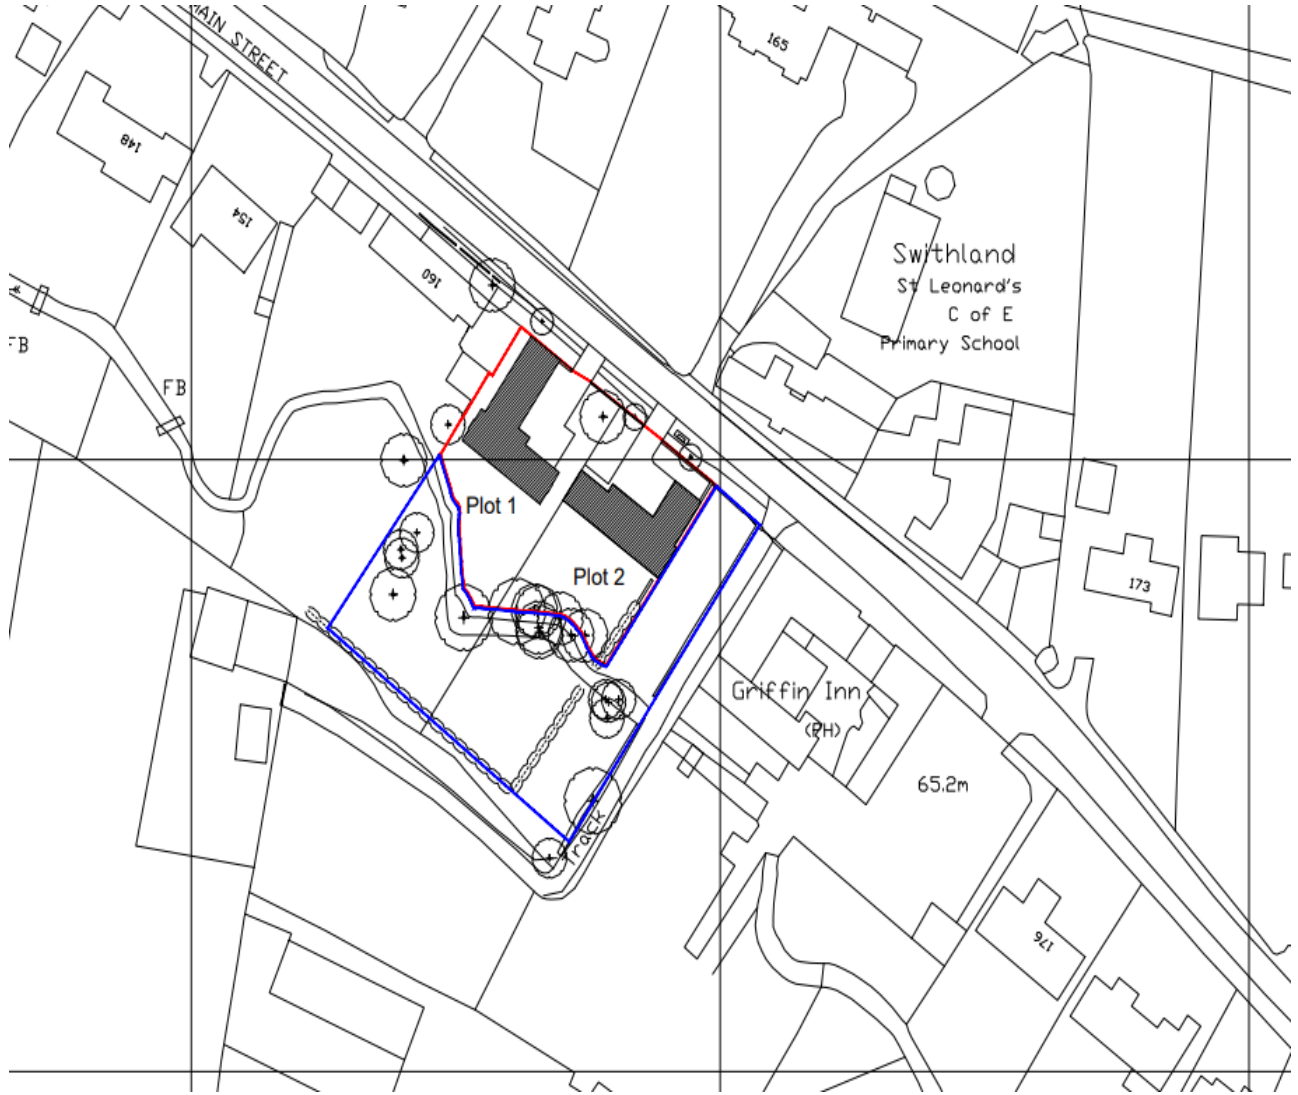 MAIN STREET
165
148
154
160
Swithland
St Leonard's
C of E
Primary School
FB
FB
Plot 1
Plot 2
173
Griffin Inn
(PH)
65.2m
Track
176